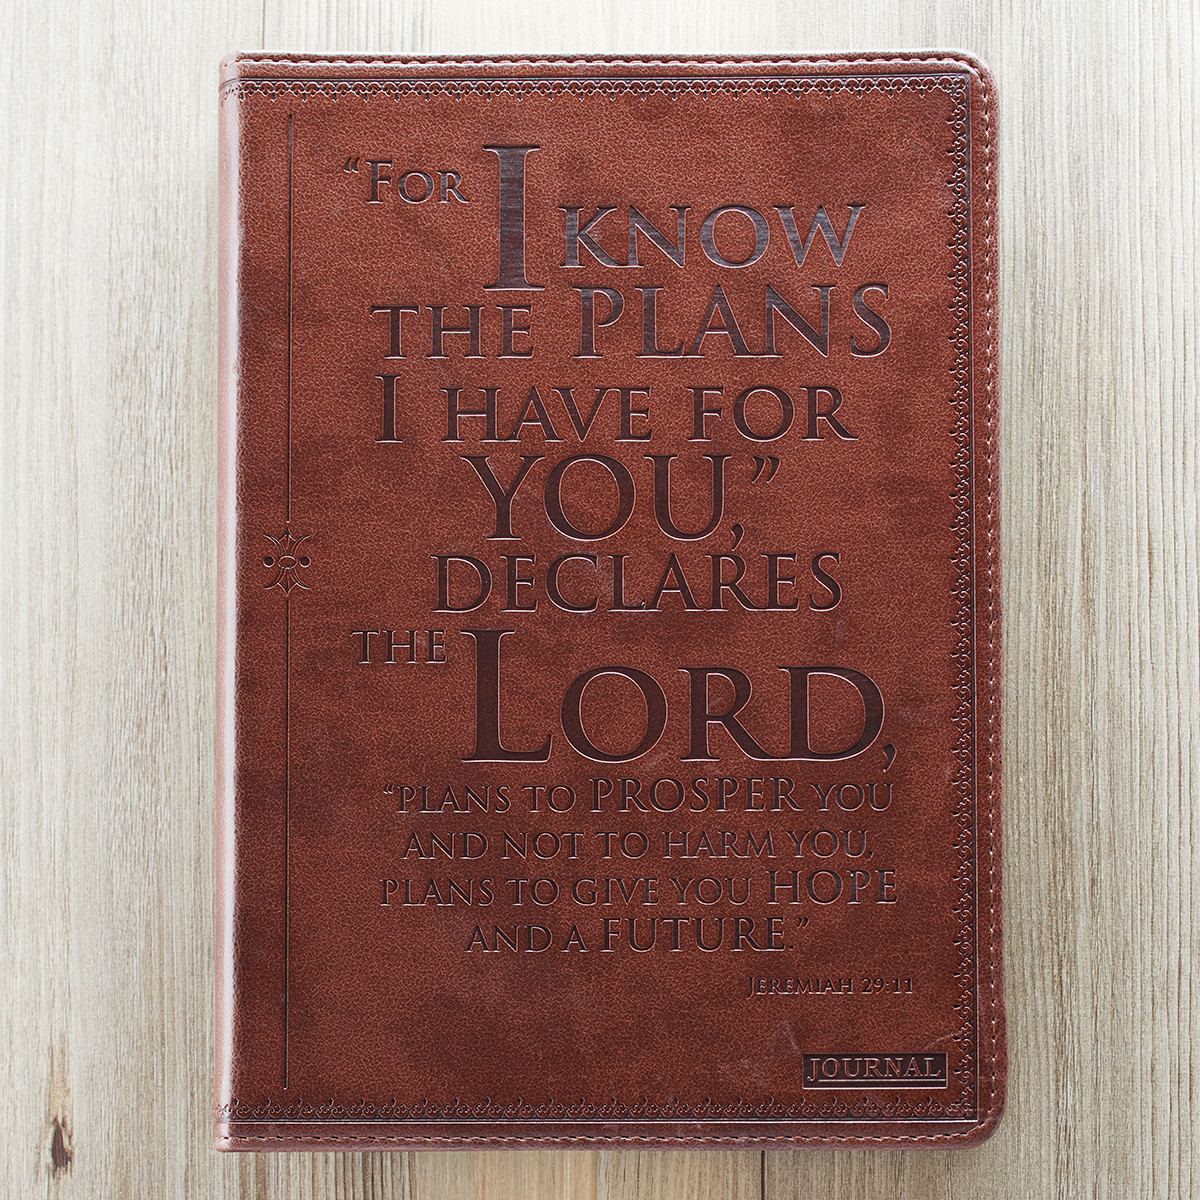 “For I KNOW
THE PLANS
I HAVE FOR
YOU,”
DECLARES
THE LORD,
“PLANS TO PROSPER YOU
AND NOT TO HARM YOU,
PLANS TO GIVE YOU HOPE
AND A FUTURE.”
JEREMIAH 29:11
JOURNAL